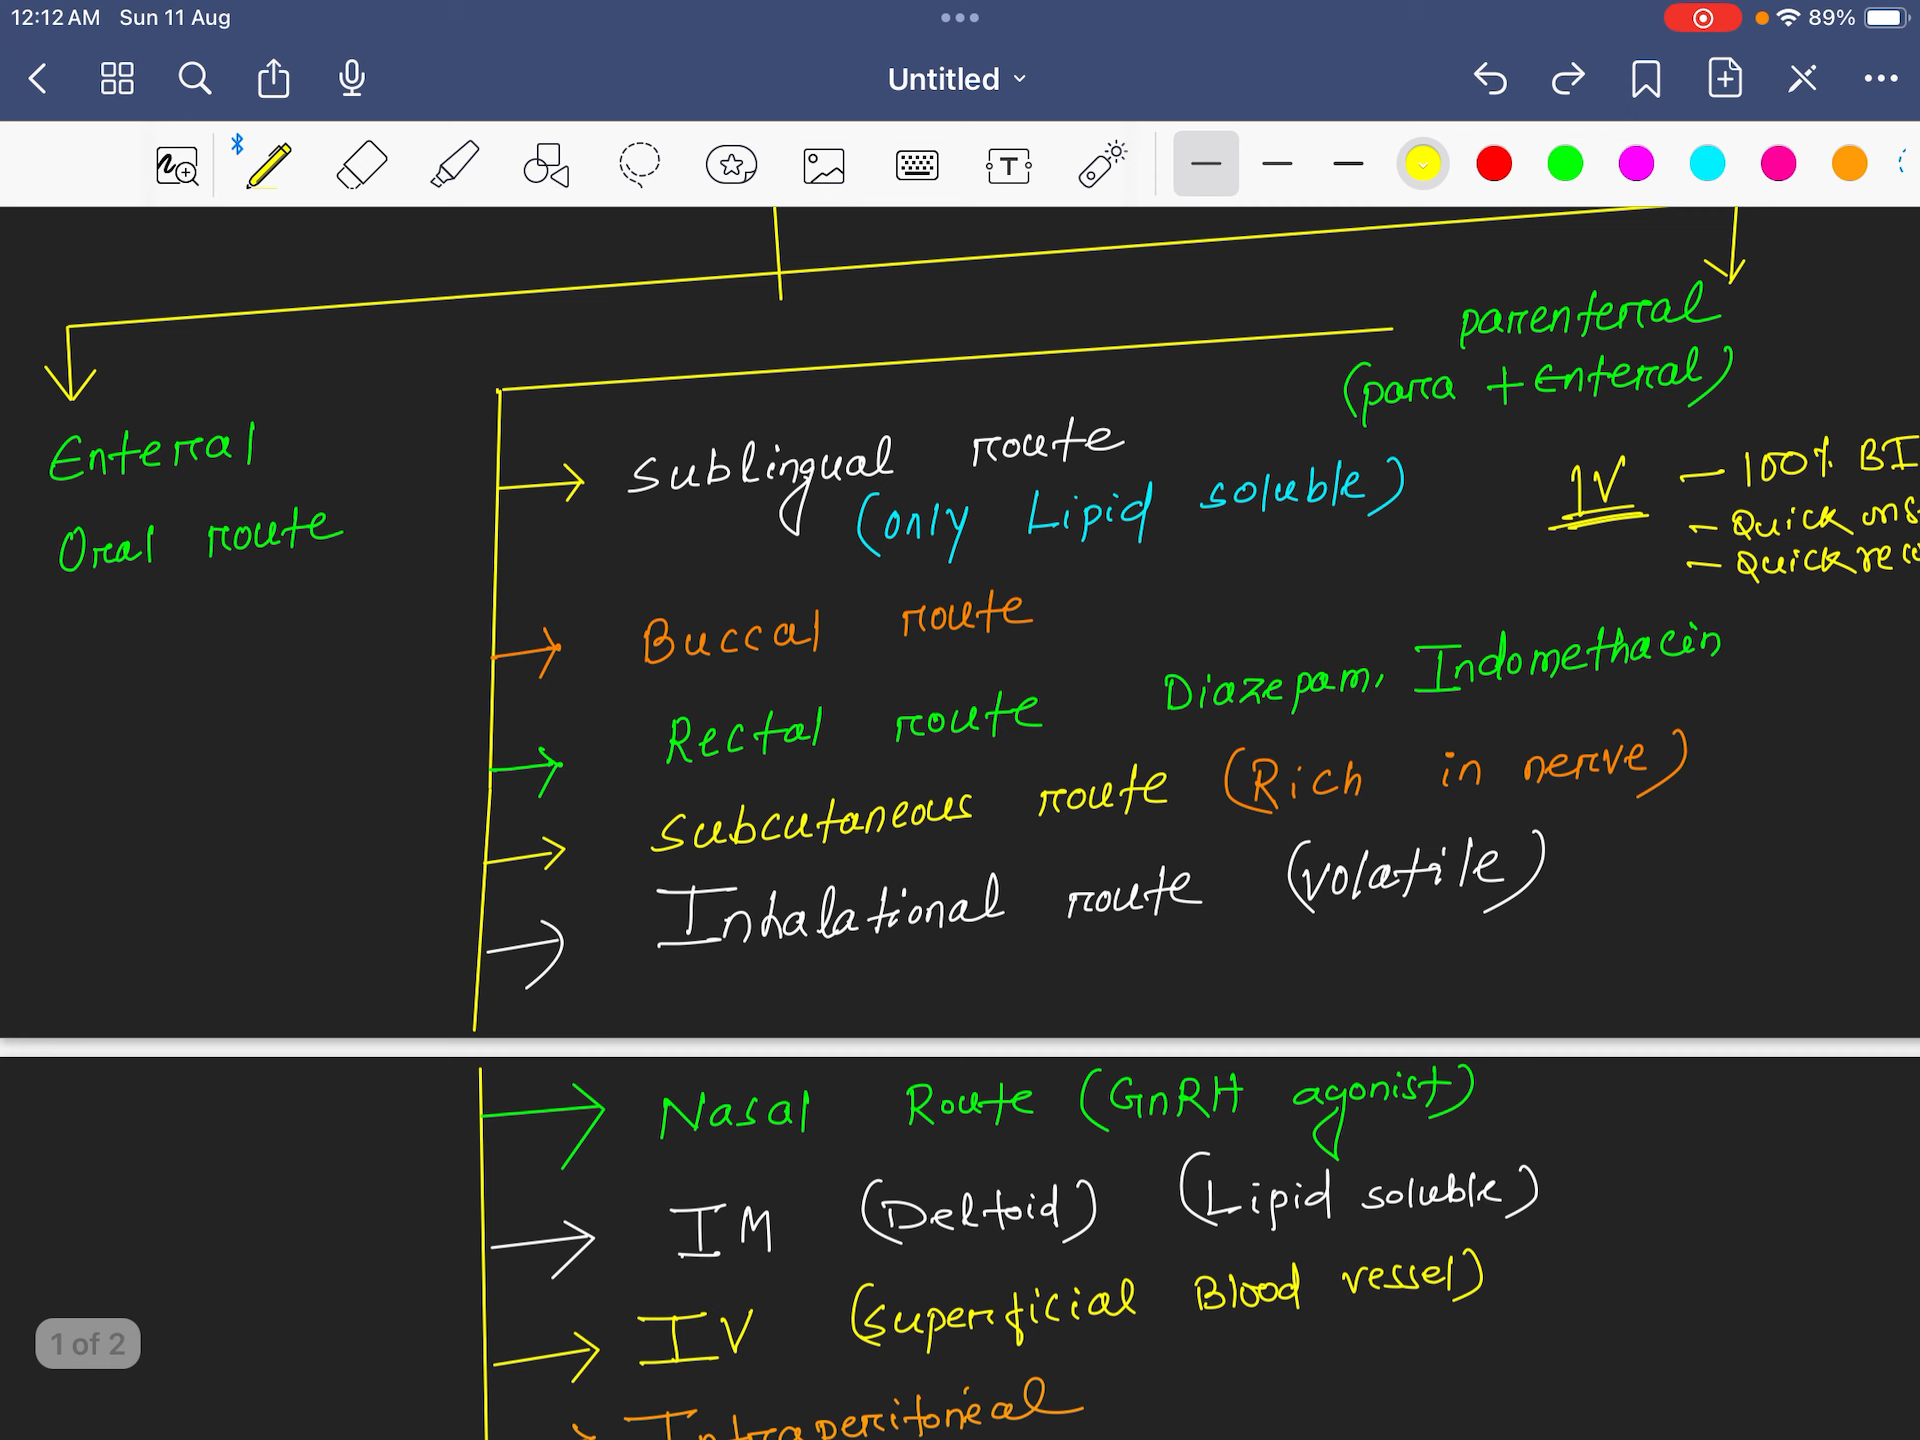 12:12 AM Sun 11 Aug
89%
Untitled
T
parenteral
(para + Enteral)
Enteral
Oral route
Sublingual route
(only Lipid soluble)
IV
— 100% BI
— Quick ons
— Quick reco
Buccal route
Rectal route Diazepam, Indomethacin
Subcutaneous route (Rich in nerve)
Inhalational route (volatile)
Nasal Route (GnRH agonist)
IM (Deltoid) (Lipid soluble)
IV (superficial Blood vessel)
Intraperitoneal
1 of 2